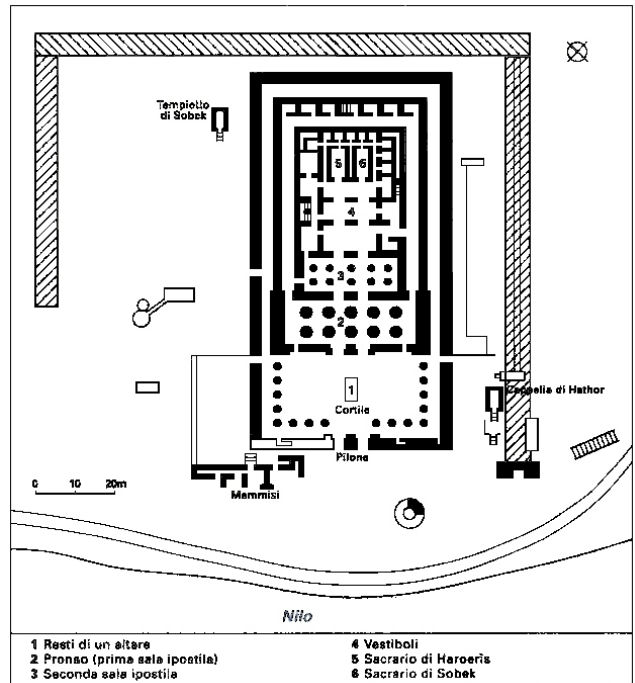 Tempietto
di Sobek
5
6
4
3
2
1
Cortile
Cappella di Hathor
Pilone
0 10 20m
Mammisi
Nilo
1 Resti di un altare
2 Pronao (prima sala ipostila)
3 Seconda sala ipostila
4 Vestiboli
5 Sacrario di Haroeris
6 Sacrario di Sobek